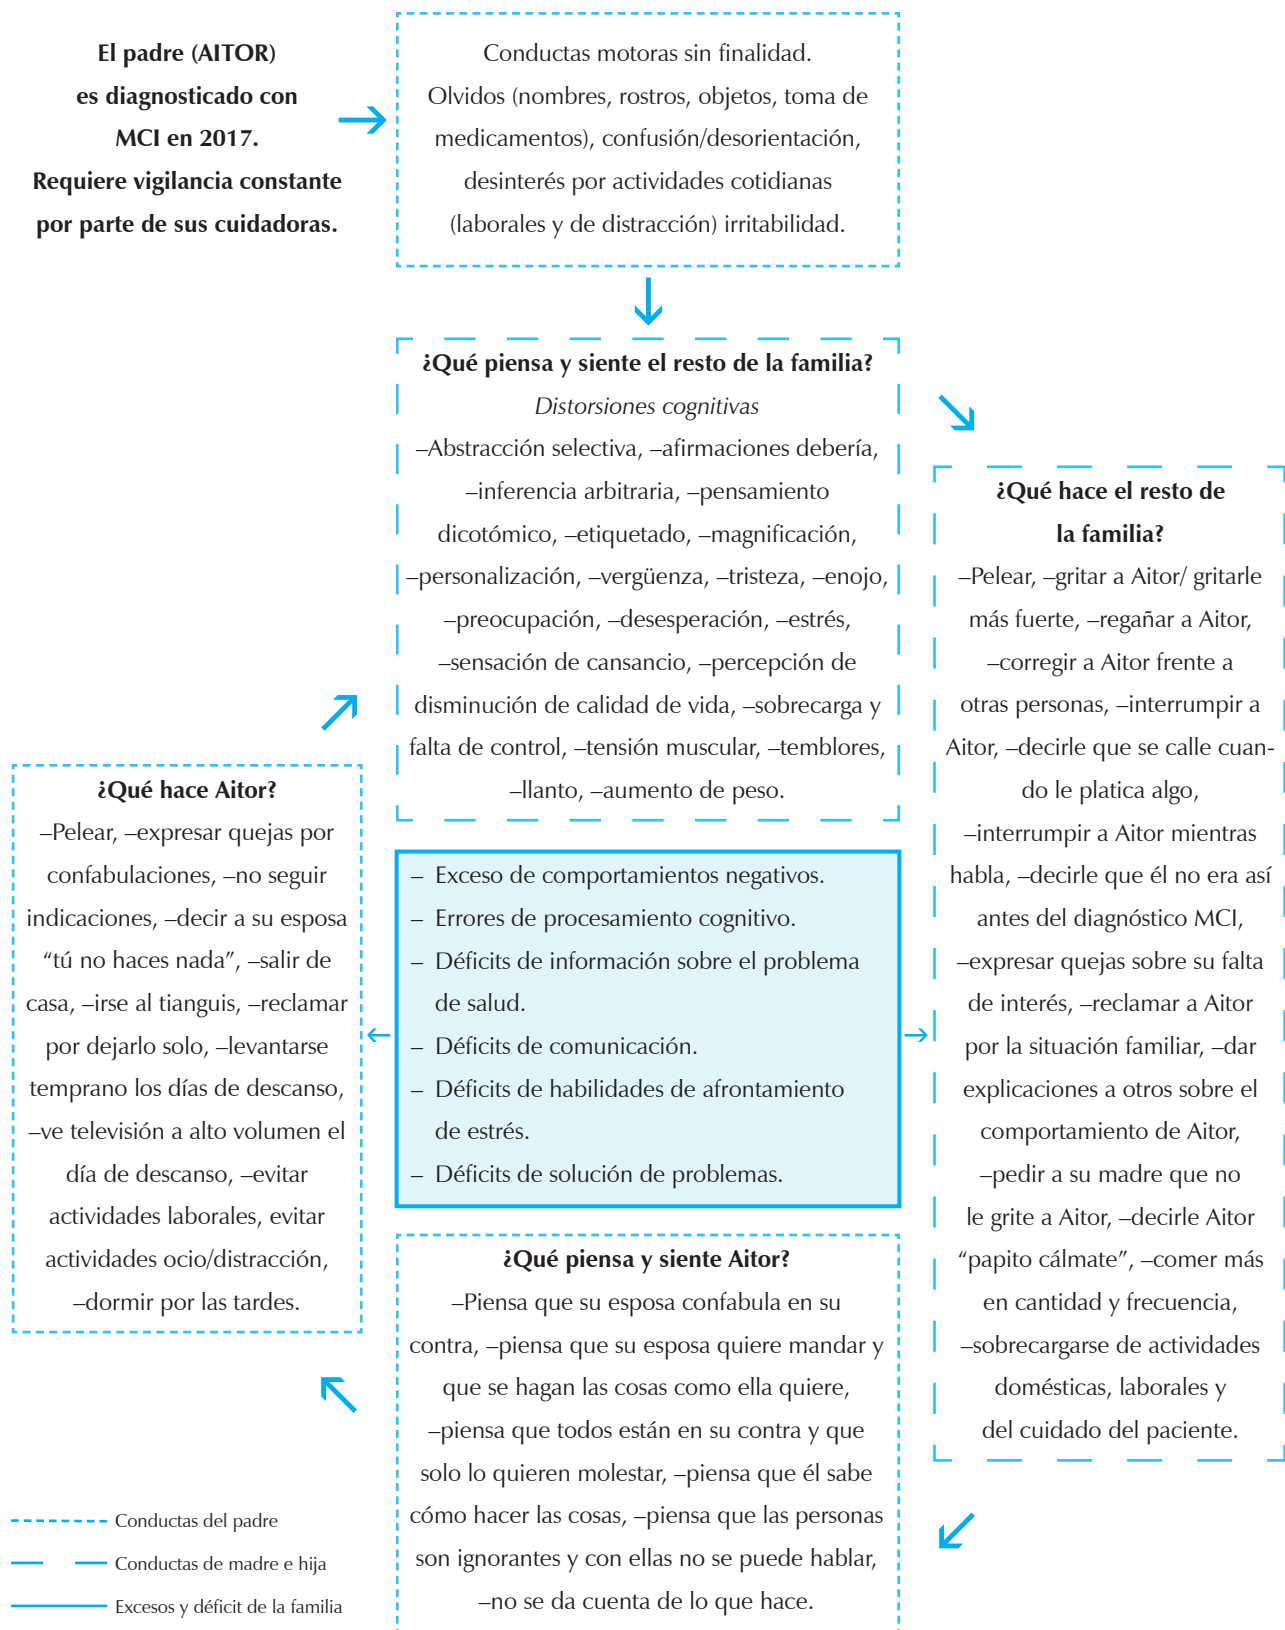 El padre (AITOR)
es diagnosticado con
MCI en 2017.
Requiere vigilancia constante
por parte de sus cuidadoras.
Conductas motoras sin finalidad.
Olvidos (nombres, rostros, objetos, toma de
medicamentos), confusión/desorientación,
desinterés por actividades cotidianas
(laborales y de distracción) irritabilidad.
¿Qué piensa y siente el resto de la familia?
Distorsiones cognitivas
–Abstracción selectiva, –afirmaciones debería,
–inferencia arbitraria, –pensamiento
dicotómico, –etiquetado, –magnificación,
–personalización, –vergüenza, –tristeza, –enojo,
–preocupación, –desesperación, –estrés,
–sensación de cansancio, –percepción de
disminución de calidad de vida, –sobrecarga y
falta de control, –tensión muscular, –temblores,
–llanto, –aumento de peso.
¿Qué hace el resto de
la familia?
–Pelear, –gritar a Aitor/ gritarle
más fuerte, –regañar a Aitor,
–corregir a Aitor frente a
otras personas, –interrumpir a
Aitor, –decirle que se calle cuan-
do le platica algo,
–interrumpir a Aitor mientras
habla, –decirle que él no era así
antes del diagnóstico MCI,
–expresar quejas sobre su falta
de interés, –reclamar a Aitor
por la situación familiar, –dar
explicaciones a otros sobre el
comportamiento de Aitor,
–pedir a su madre que no
le grite a Aitor, –decirle Aitor
“papito cálmate”, –comer más
en cantidad y frecuencia,
–sobrecargarse de actividades
domésticas, laborales y
del cuidado del paciente.
¿Qué hace Aitor?
–Pelear, –expresar quejas por
confabulaciones, –no seguir
indicaciones, –decir a su esposa
“tú no haces nada”, –salir de
casa, –irse al tianguis, –reclamar
por dejarlo solo, –levantarse
temprano los días de descanso,
–ve televisión a alto volumen el
día de descanso, –evitar
actividades laborales, evitar
actividades ocio/distracción,
–dormir por las tardes.
– Exceso de comportamientos negativos.
– Errores de procesamiento cognitivo.
– Déficits de información sobre el problema
de salud.
– Déficits de comunicación.
– Déficits de habilidades de afrontamiento
de estrés.
– Déficits de solución de problemas.
¿Qué piensa y siente Aitor?
–Piensa que su esposa confabula en su
contra, –piensa que su esposa quiere mandar y
que se hagan las cosas como ella quiere,
–piensa que todos están en su contra y que
solo lo quieren molestar, –piensa que él sabe
cómo hacer las cosas, –piensa que las personas
son ignorantes y con ellas no se puede hablar,
–no se da cuenta de lo que hace.
Conductas del padre
Conductas de madre e hija
Excesos y déficit de la familia